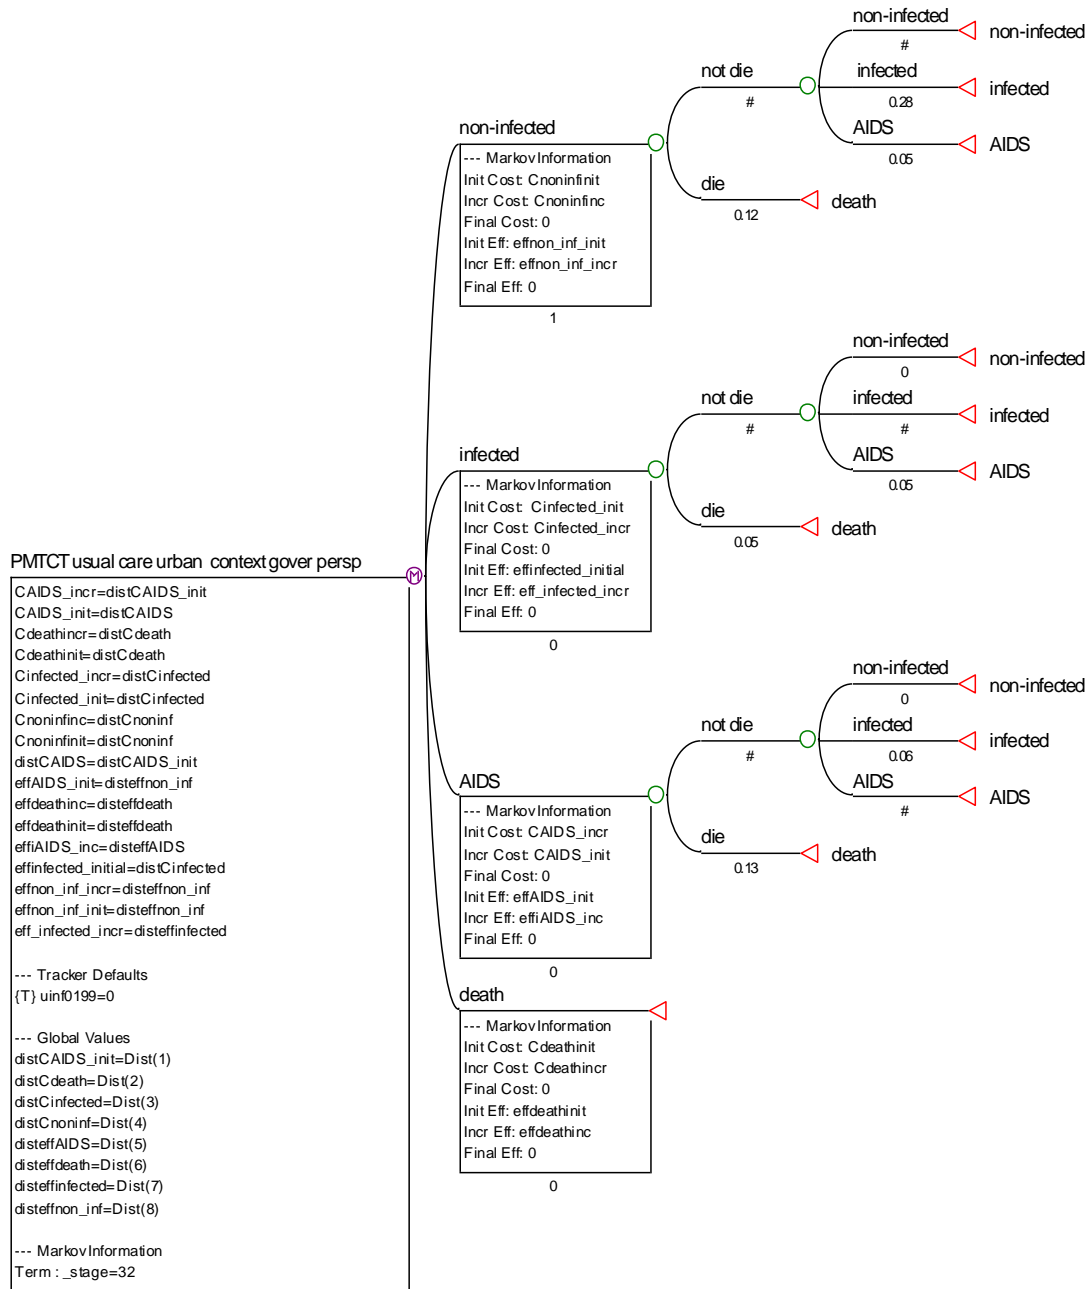 non-infected
#
non-infected
not die
#
infected
0.28
infected
AIDS
0.05
AIDS
non-infected
--- Markov Information
Init Cost: Cnoninfinit
Incr Cost: Cnoninfinc
Final Cost: 0
Init Eff: effnon_inf_init
Incr Eff: effnon_inf_incr
Final Eff: 0
1
die
0.12
death
non-infected
0
non-infected
not die
#
infected
#
infected
AIDS
0.05
AIDS
infected
--- Markov Information
Init Cost: Cinfected_init
Incr Cost: Cinfected_incr
Final Cost: 0
Init Eff: effinfected_initial
Incr Eff: eff_infected_incr
Final Eff: 0
0
die
0.05
death
PMTCT usual care urban context gover persp
M
CAIDS_incr=distCAIDS_init
CAIDS_init=distCAIDS
Cdeathincr=distCdeath
Cdeathinit=distCdeath
Cinfected_incr=distCinfected
Cinfected_init=distCinfected
Cnoninfinc=distCnoninf
Cnoninfinit=distCnoninf
distCAIDS=distCAIDS_init
effAIDS_init=disteffnon_inf
effdeathinc=disteffdeath
effdeathinit=disteffdeath
effiAIDS_inc=disteffAIDS
effinfected_initial=distCinfected
effnon_inf_incr=disteffnon_inf
effnon_inf_init=disteffnon_inf
eff_infected_incr=disteffinfected
--- Tracker Defaults
{T} uinf0199=0
--- Global Values
distCAIDS_init=Dist(1)
distCdeath=Dist(2)
distCinfected=Dist(3)
distCnoninf=Dist(4)
disteffAIDS=Dist(5)
disteffdeath=Dist(6)
disteffinfected=Dist(7)
disteffnon_inf=Dist(8)
--- Markov Information
Term : _stage=32
non-infected
0
non-infected
not die
#
infected
0.06
infected
AIDS
#
AIDS
AIDS
--- Markov Information
Init Cost: CAIDS_incr
Incr Cost: CAIDS_init
Final Cost: 0
Init Eff: effAIDS_init
Incr Eff: effiAIDS_inc
Final Eff: 0
0
die
0.13
death
death
--- Markov Information
Init Cost: Cdeathinit
Incr Cost: Cdeathincr
Final Cost: 0
Init Eff: effdeathinit
Incr Eff: effdeathinc
Final Eff: 0
0